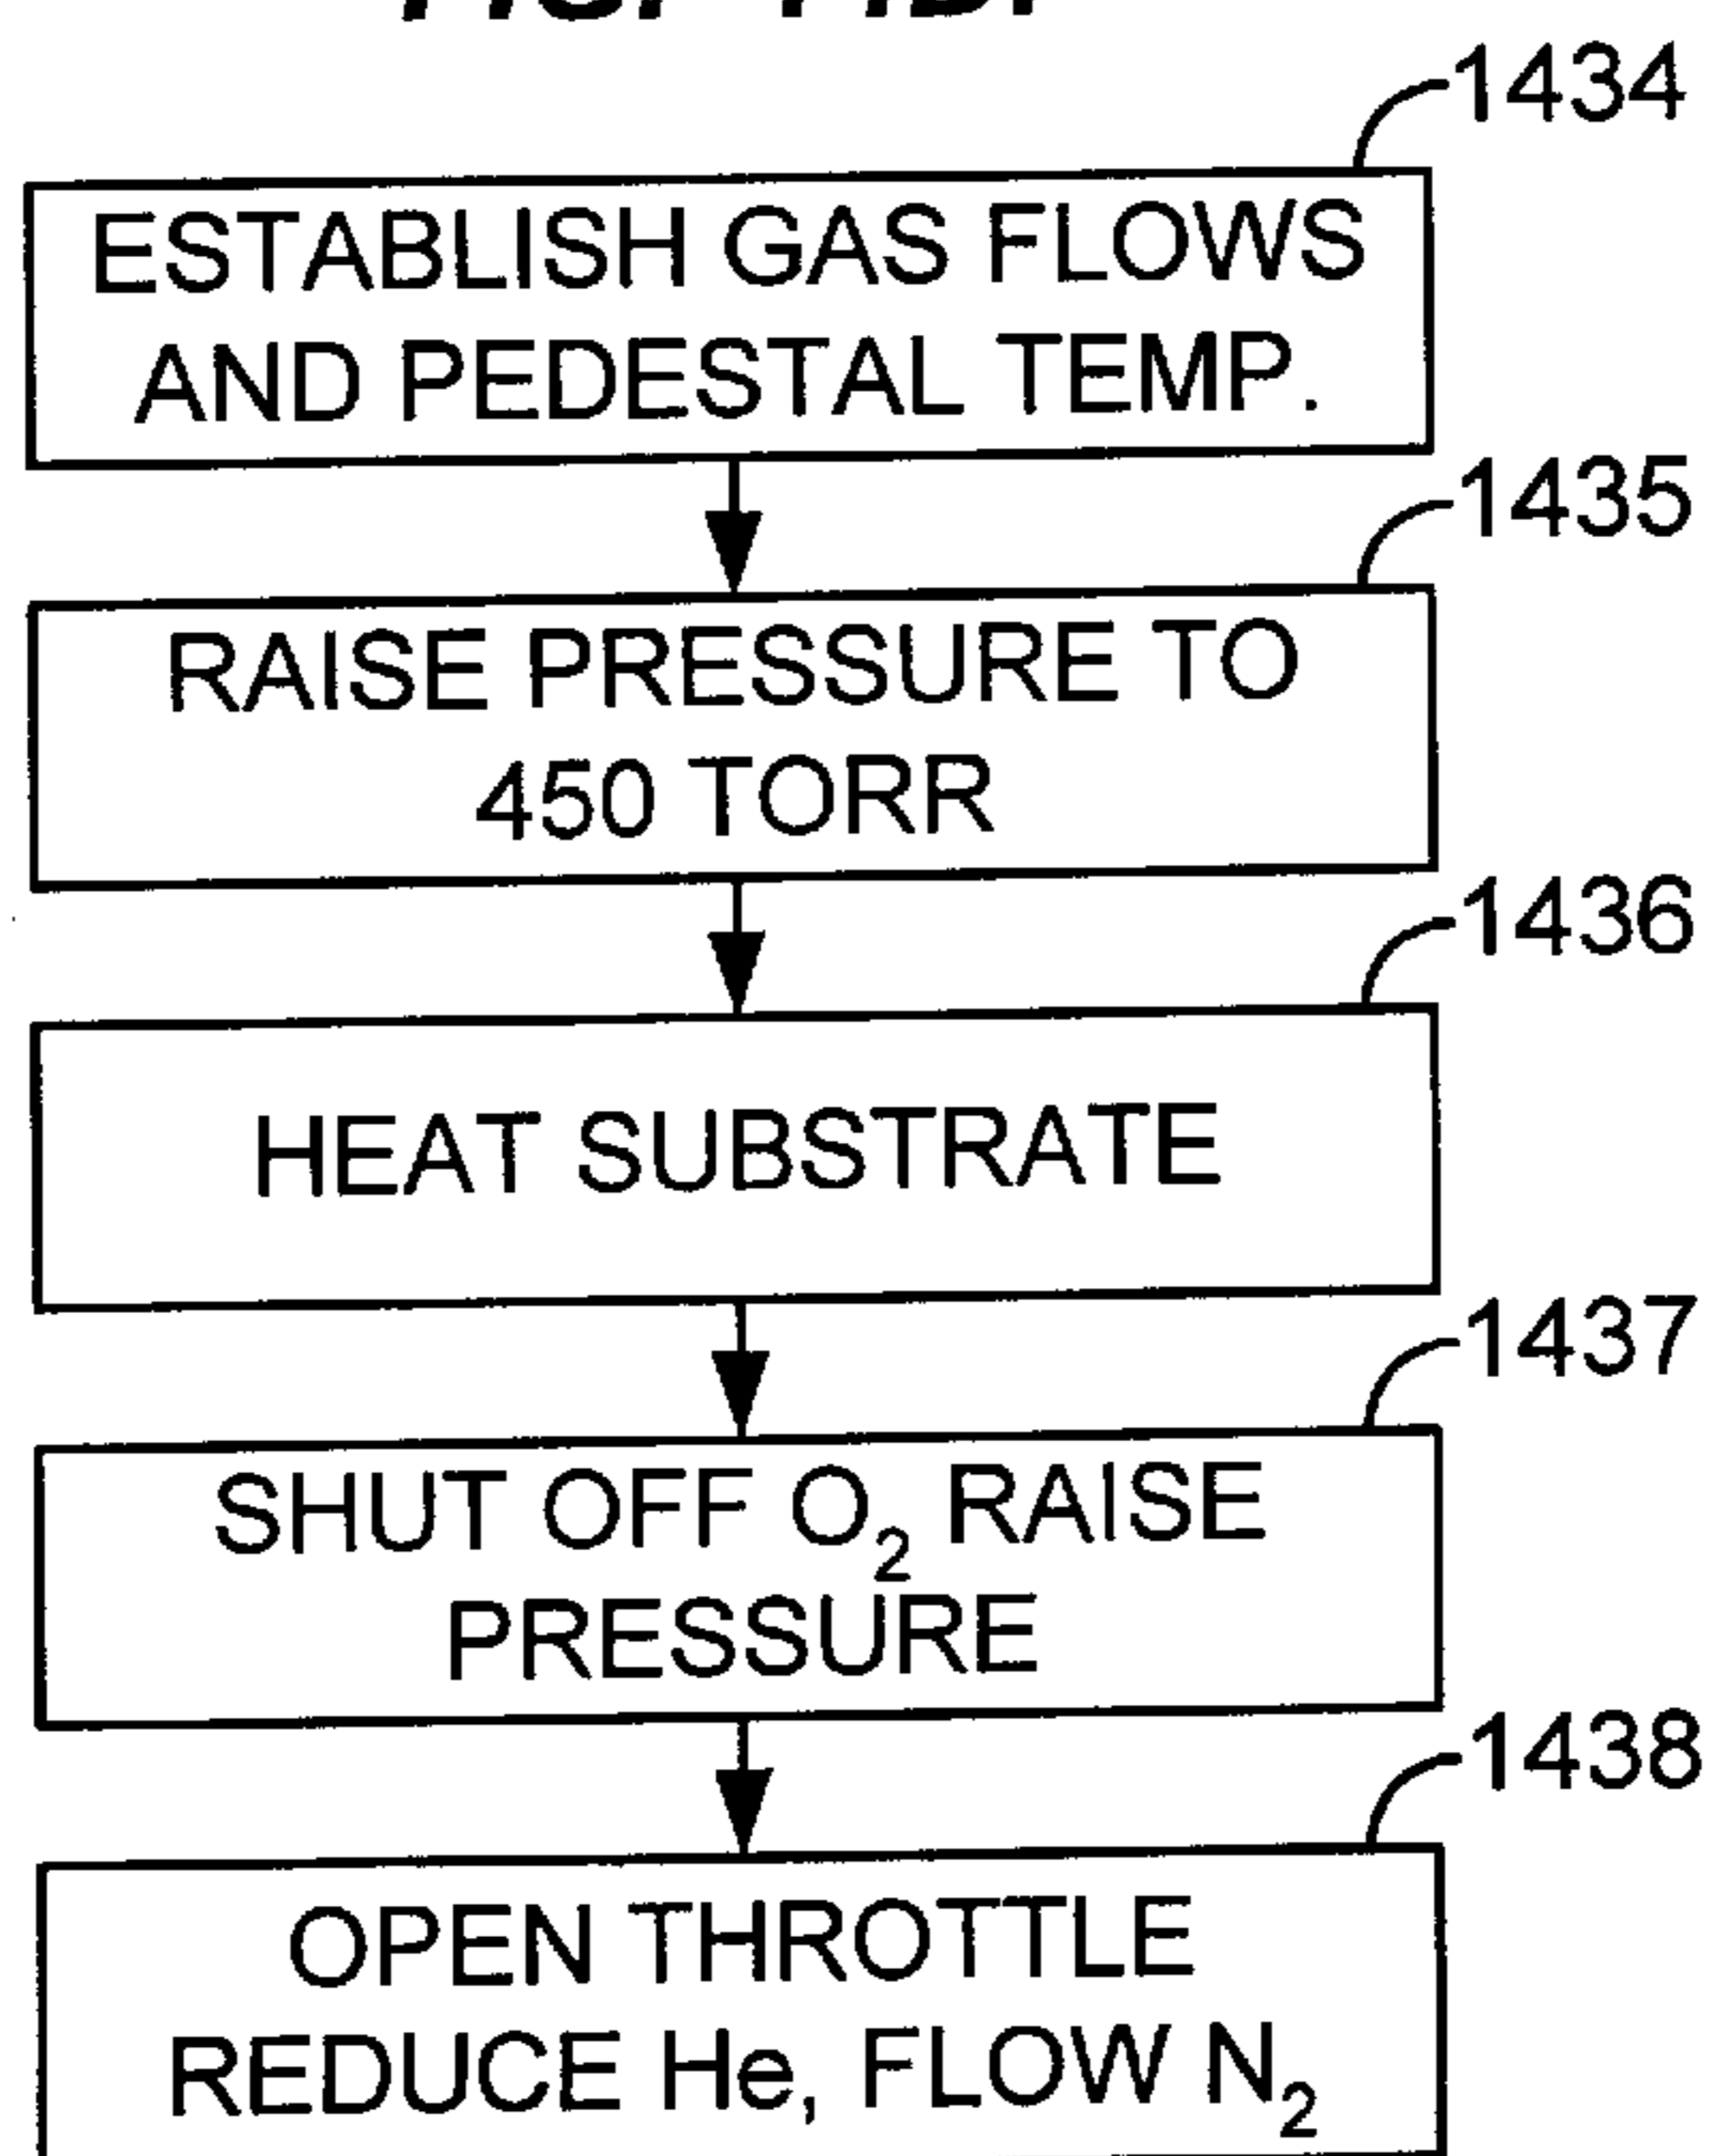 1434
ESTABLISH GAS FLOWS
AND PEDESTAL TEMP.
1435
RAISE PRESSURE TO
450 TORR
1436
HEAT SUBSTRATE
1437
SHUT OFF O₂ RAISE
PRESSURE
1438
OPEN THROTTLE
REDUCE He, FLOW N₂